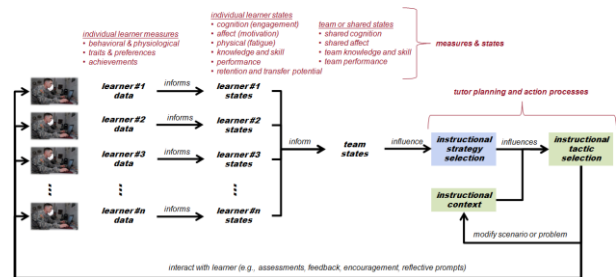 individual learner measures
• behavioral & physiological
• traits & preferences
• achievements
individual learner states
• cognition (engagement)
• affect (motivation)
• physical (fatigue)
• knowledge and skill
• performance
• retention and transfer potential
team or shared states
• shared cognition
• shared affect
• team knowledge and skill
• team performance
measures & states
tutor planning and action processes
learner #1
data
informs
learner #1
states
learner #2
data
informs
learner #2
states
learner #3
data
informs
learner #3
states
learner #n
data
informs
learner #n
states
inform
team
states
influence
instructional
strategy
selection
influences
instructional
tactic
selection
instructional
context
modify scenario or problem
interact with learner (e.g., assessments, feedback, encouragement, reflective prompts)